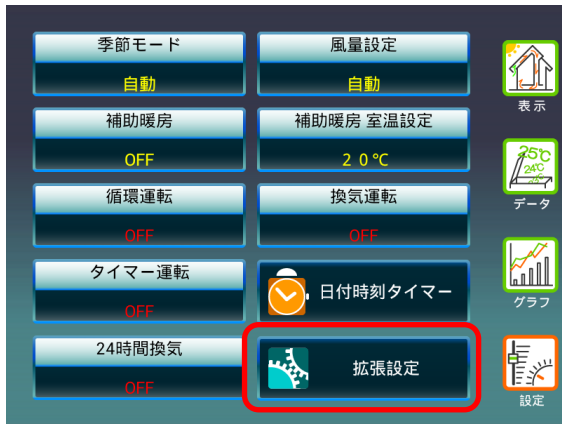 季節モード
自動
風量設定
自動
補助暖房
OFF
補助暖房 室温設定
20℃
循環運転
OFF
換気運転
OFF
タイマー運転
OFF
日付時刻タイマー
24時間換気
OFF
拡張設定
表示
25℃
24℃
データ
グラフ
設定